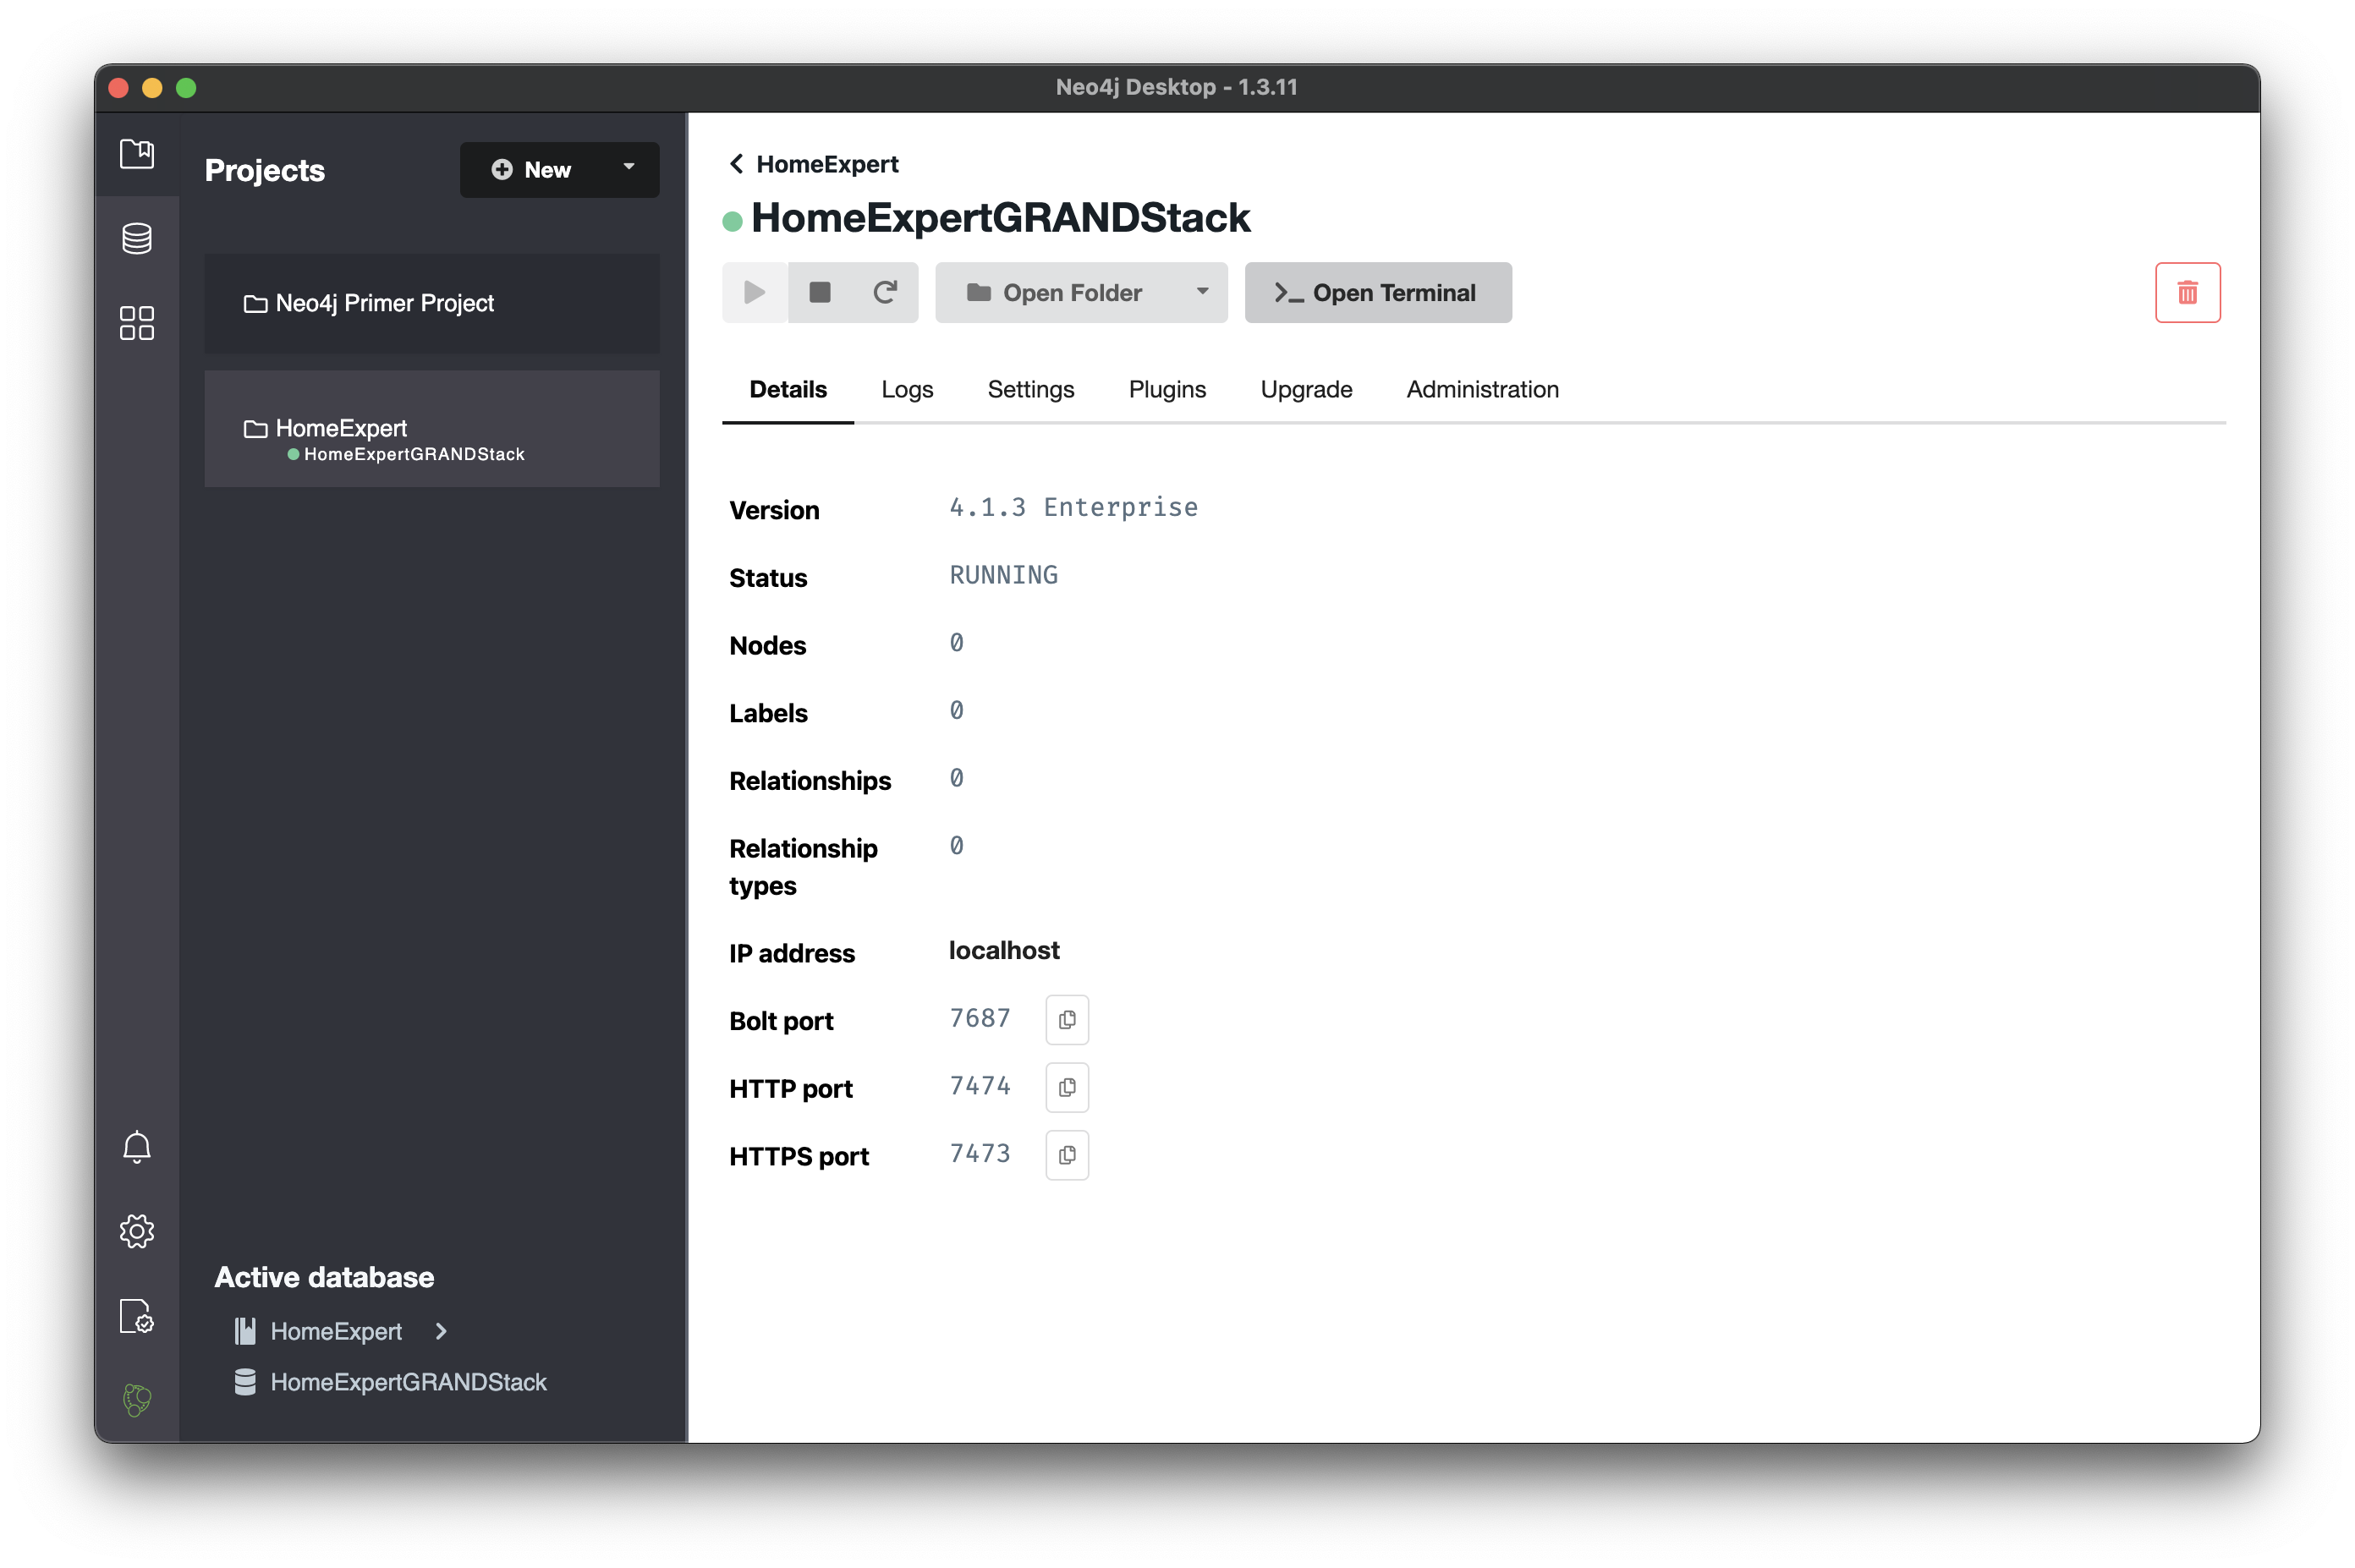 Neo4j Desktop - 1.3.11
Projects
New
Neo4j Primer Project
HomeExpert
HomeExpertGRANDStack
Active database
HomeExpert
HomeExpertGRANDStack
HomeExpert
HomeExpertGRANDStack
Open Folder
Open Terminal
Details Logs Settings Plugins Upgrade Administration
Version 4.1.3 Enterprise
Status RUNNING
Nodes 0
Labels 0
Relationships 0
Relationship 0
types
IP address localhost
Bolt port 7687
HTTP port 7474
HTTPS port 7473